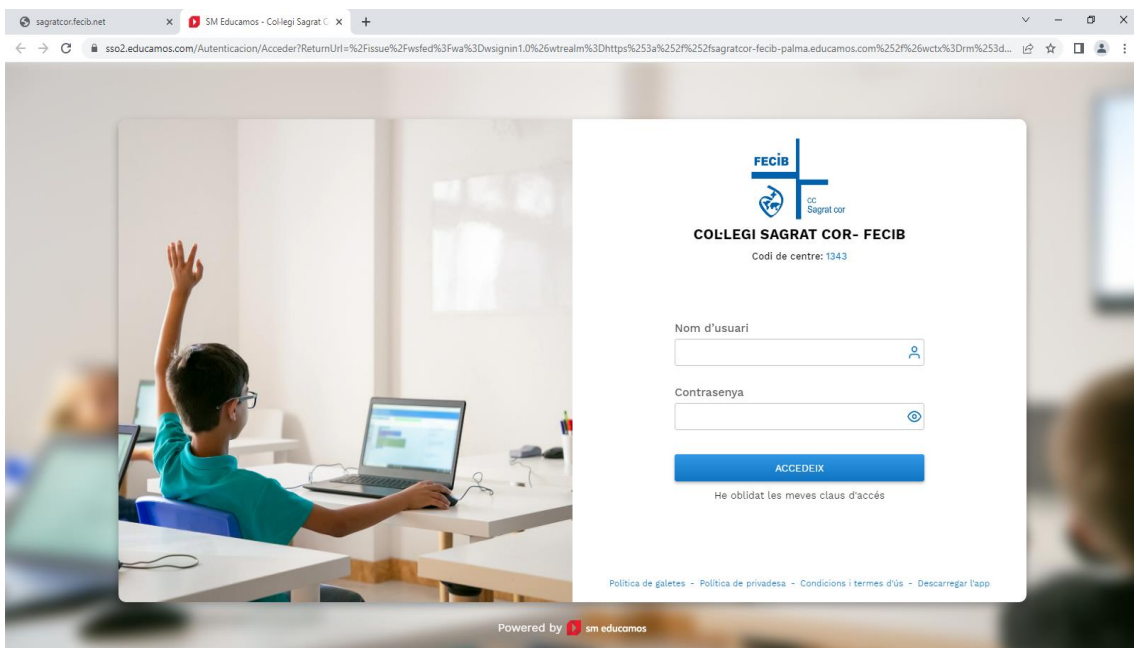 sagratcor.fecib.net
SM Educamos - Col·legi Sagrat C
sso2.educamos.com/Autenticacion/Acceder?ReturnUrl=%2Fissue%2Fwsfed%3Fwa%3Dwsignin1.0%26wtrealm%3Dhttps%253a%252f%252fsagratcor-fecib-palma.educamos.com%252f%26wctx%3Drm%253d...
FECIB
CC
Sagrat cor
COL·LEGI SAGRAT COR- FECIB
Codi de centre: 1343
Nom d'usuari
Contrasenya
ACCEDEIX
He oblidat les meves claus d'accés
Política de galetes - Política de privadesa - Condicions i termes d'ús - Descarregar l'app
Powered by sm educamos